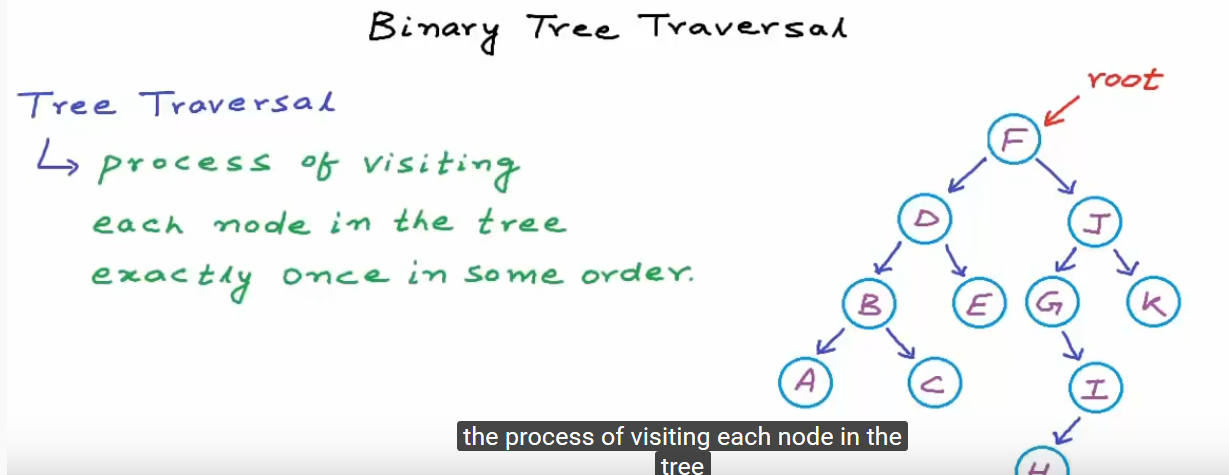 Binary Tree Traversal
root
Tree Traversal
↳ process of visiting
each node in the tree
exactly once in some order.
F
D
J
B
E
G
K
A
C
I
H
the process of visiting each node in the
tree